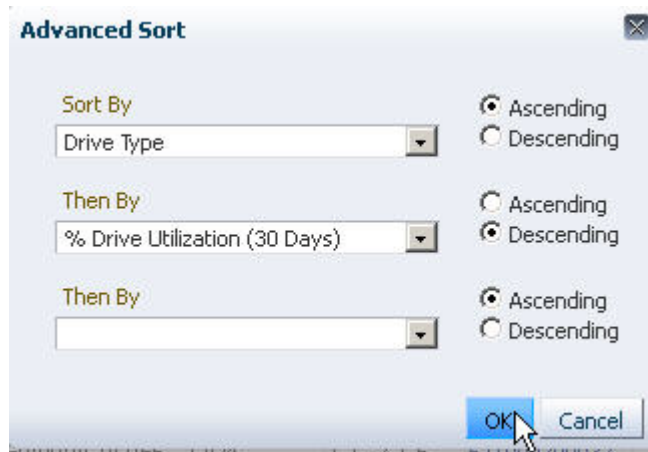 Advanced Sort
Sort By
Ascending
Drive Type
Descending
Then By
Ascending
% Drive Utilization (30 Days)
Descending
Then By
Ascending
Descending
OK
Cancel